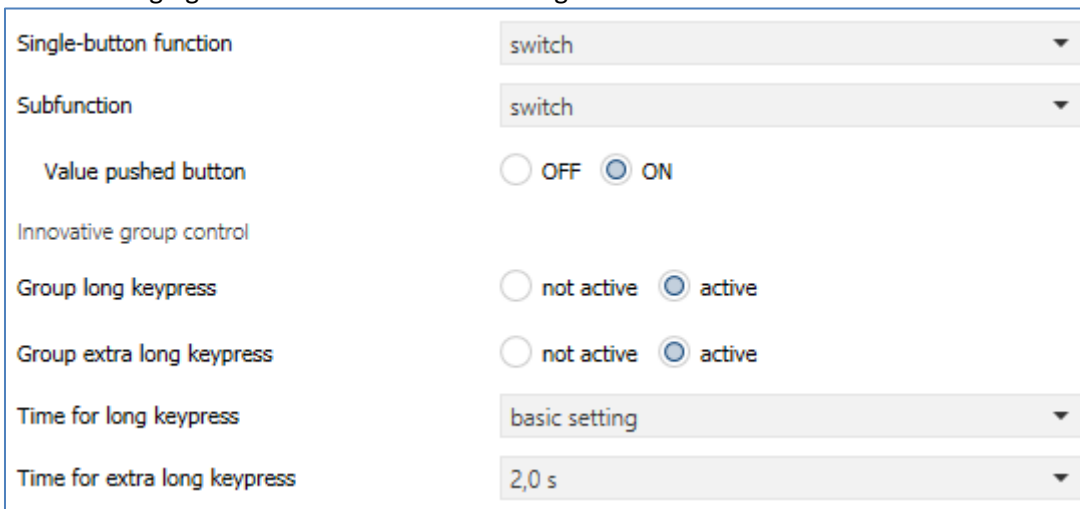 Single-button function switch
Subfunction switch
Value pushed button OFF ON
Innovative group control
Group long keypress not active active
Group extra long keypress not active active
Time for long keypress basic setting
Time for extra long keypress 2,0 s